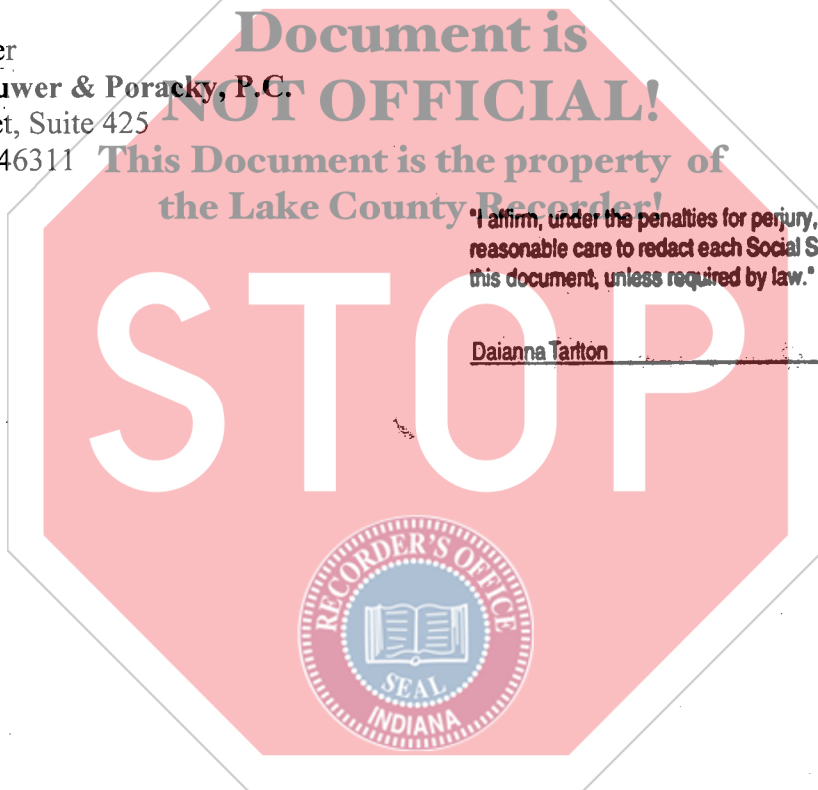 Document is
er
uwer & Poracky, P.C.
NOT OFFICIAL!
et, Suite 425
46311
This Document is the property of
the Lake County Recorder!
"I affirm, under the penalties for perjury,
reasonable care to redact each Social S
this document, unless required by law."
Daianna Tarlton
STOP
RECORDER'S OFFICE
SEAL
INDIANA